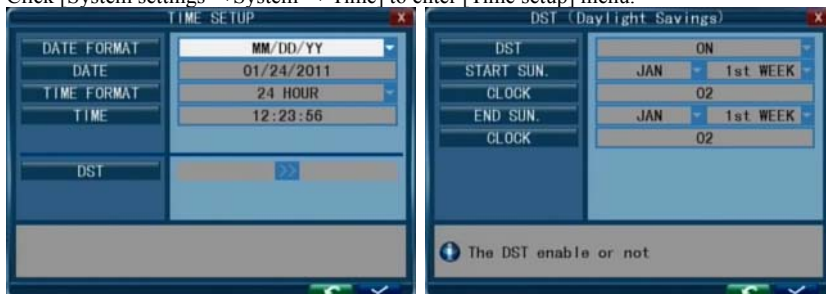 Click [System settings→System → Time] to enter [Time setup] menu.
TIME SETUP X
DATE FORMAT MM/DD/YY
DATE 01/24/2011
TIME FORMAT 24 HOUR
TIME 12:23:56
DST >>
DST (Daylight Savings) X
DST ON
START SUN. JAN 1st WEEK
CLOCK 02
END SUN. JAN 1st WEEK
CLOCK 02
The DST enable or not